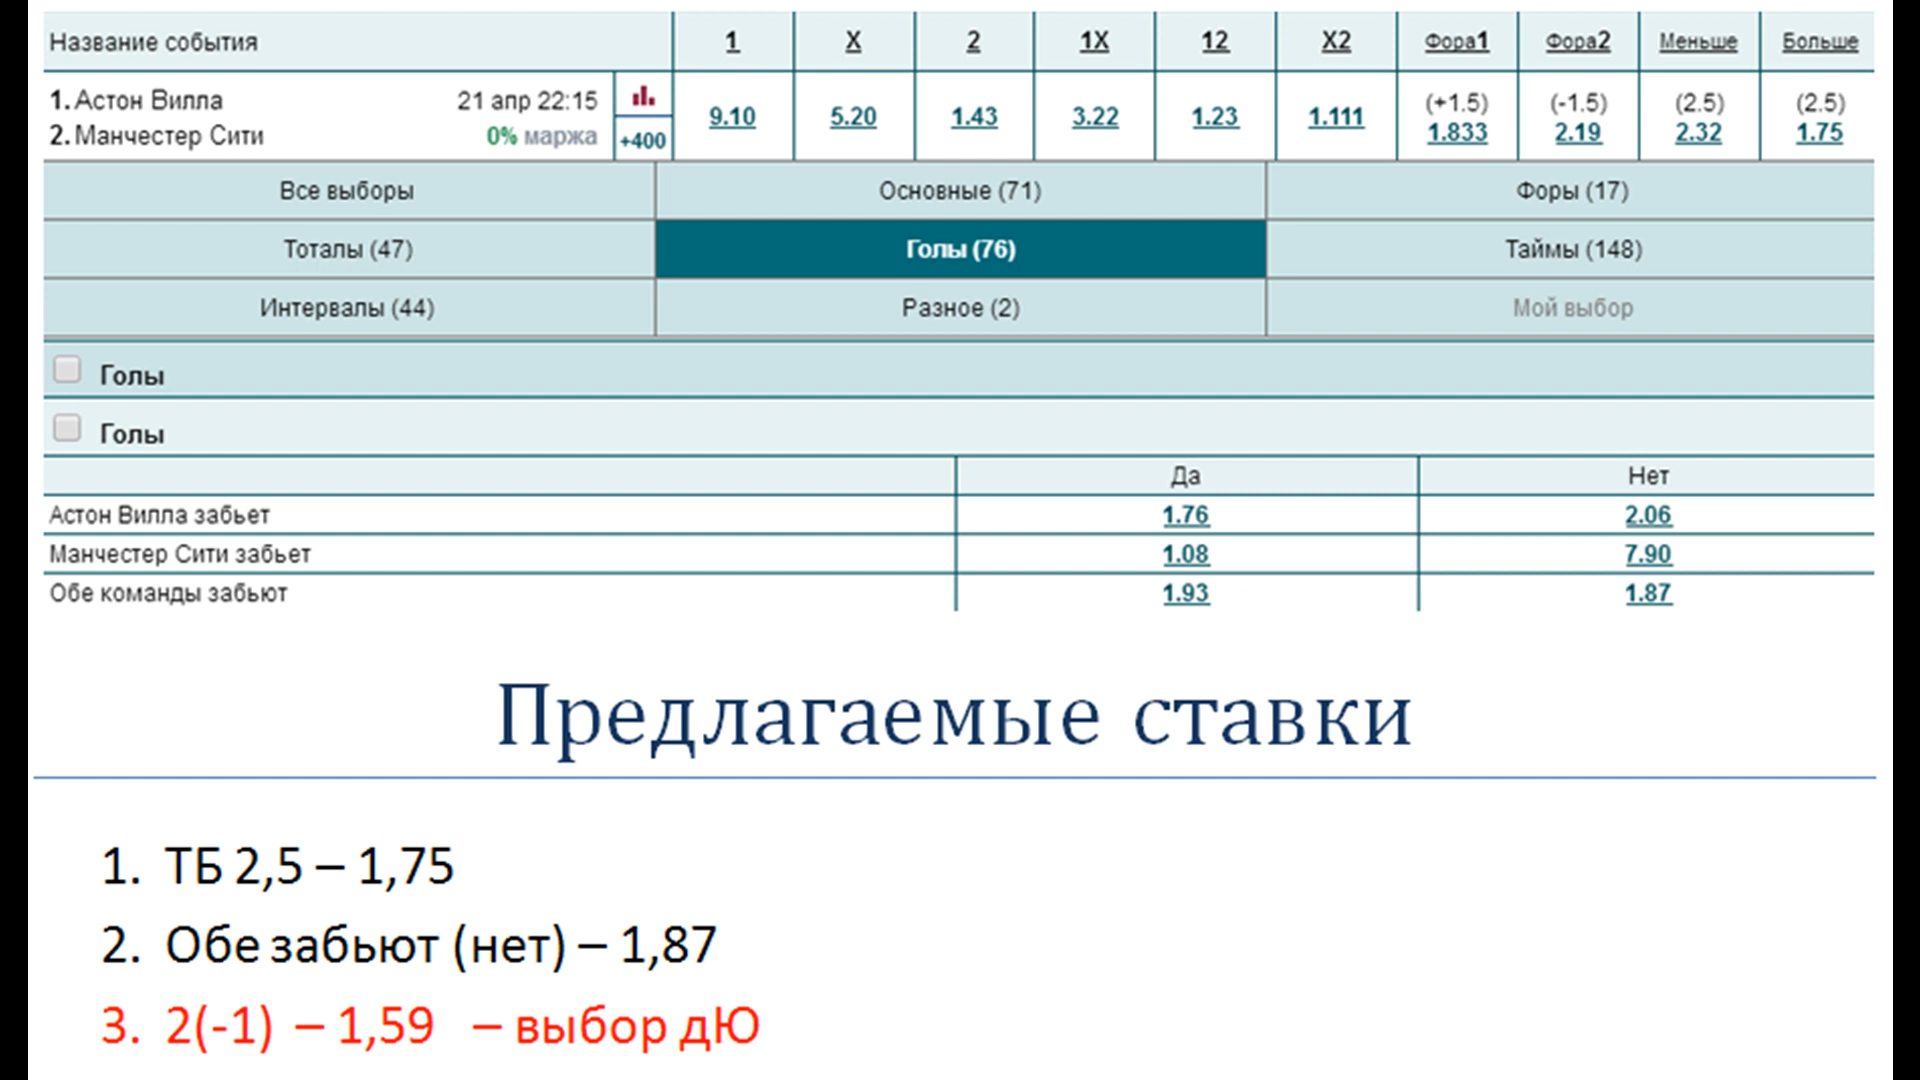 Название события 1 X 2 1X 12 X2 Фора1 Фора2 Меньше Больше
1. Астон Вилла 21 апр 22:15 9.10 5.20 1.43 3.22 1.23 1.111 (+1.5) 1.833 (-1.5) 2.19 (2.5) 2.32 (2.5) 1.75
2. Манчестер Сити 0% маржа +400
Все выборы Основные (71) Форы (17)
Тоталы (47) Голы (76) Таймы (148)
Интервалы (44) Разное (2) Мой выбор
Голы
Голы
Да Нет
Астон Вилла забьет 1.76 2.06
Манчестер Сити забьет 1.08 7.90
Обе команды забьют 1.93 1.87
Предлагаемые ставки
1. ТБ 2,5 – 1,75
2. Обе забьют (нет) – 1,87
3. 2(-1) – 1,59 – выбор дЮ